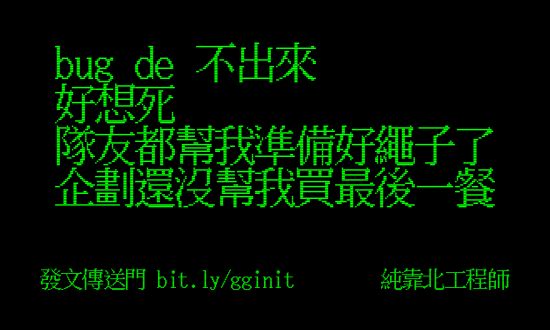 bug de 不出來
好想死
隊友都幫我準備好繩子了
企劃還沒幫我買最後一餐
發文傳送門 bit.ly/gginit
純靠北工程師